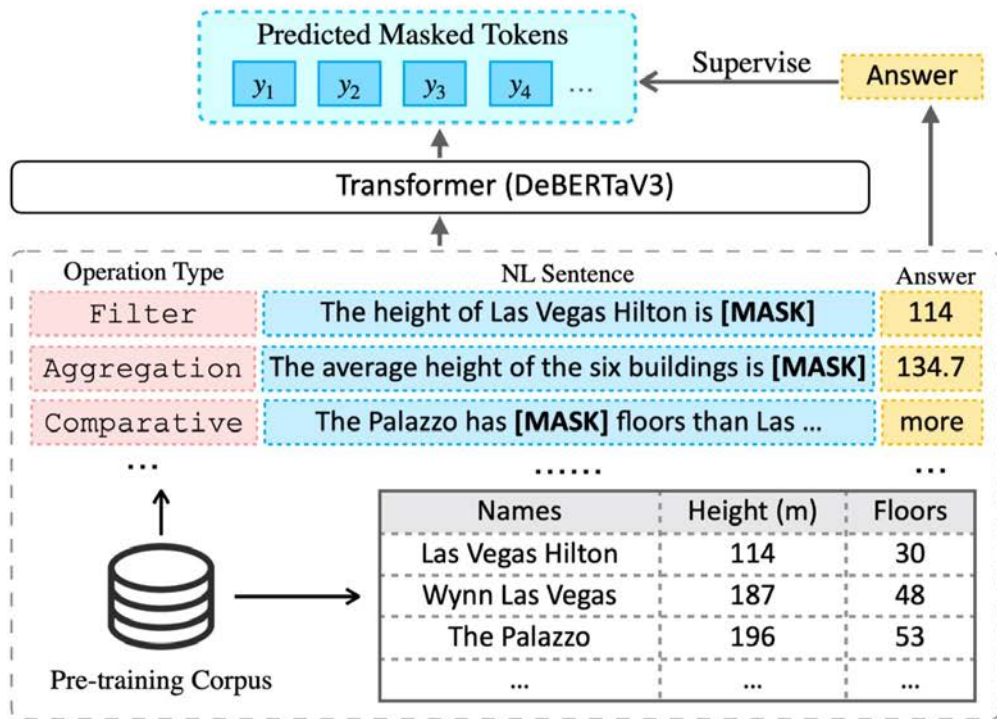 Predicted Masked Tokens
y1 y2 y3 y4 ...
Supervise
Answer
Transformer (DeBERTaV3)
Operation Type NL Sentence Answer
Filter The height of Las Vegas Hilton is [MASK] 114
Aggregation The average height of the six buildings is [MASK] 134.7
Comparative The Palazzo has [MASK] floors than Las ... more
... ...... ...
Names Height (m) Floors
Las Vegas Hilton 114 30
Wynn Las Vegas 187 48
The Palazzo 196 53
... ... ...
Pre-training Corpus